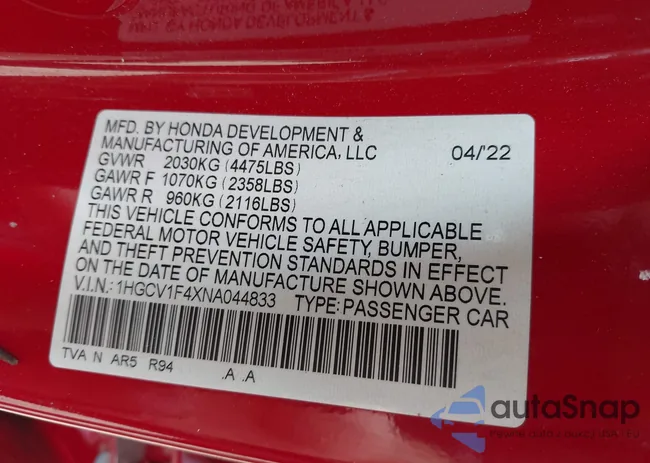 MFD. BY HONDA DEVELOPMENT &
MANUFACTURING OF AMERICA, LLC 04/'22
GVWR 2030KG (4475LBS)
GAWR F 1070KG (2358LBS)
GAWR R 960KG (2116LBS)
THIS VEHICLE CONFORMS TO ALL APPLICABLE
FEDERAL MOTOR VEHICLE SAFETY, BUMPER,
AND THEFT PREVENTION STANDARDS IN EFFECT
ON THE DATE OF MANUFACTURE SHOWN ABOVE.
V.I.N.: 1HGCV1F4XNA044833 TYPE: PASSENGER CAR
TVA N AR5 R94 .A .A
autaSnap